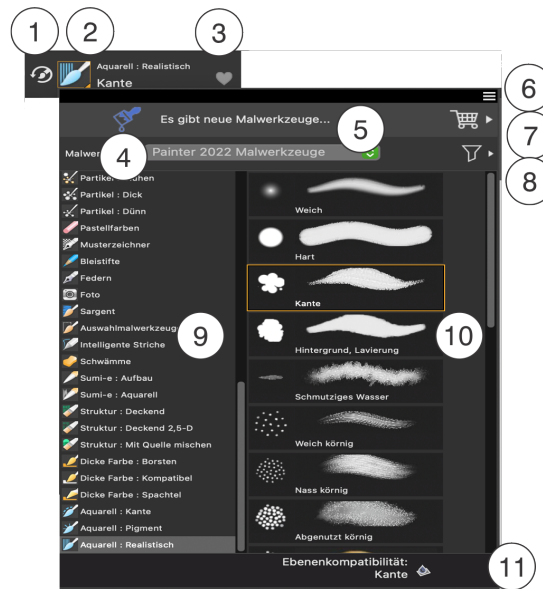 1
2
3
Aquarell : Realistisch
Kante
6
Es gibt neue Malwerkzeuge...
5
7
4
Painter 2022 Malwerkzeuge
8
Partikel : Dick
Partikel : Dünn
Pastellfarben
Musterzeichner
Bleistifte
Federn
Foto
Sargent
Auswahlmalwerkzeuge
Intelligente Striche
9
Schwämme
Sumi-e : Aufbau
Sumi-e : Aquarell
Struktur : Deckend
Struktur : Deckend 2,5-D
Struktur : Mit Quelle mischen
Dicke Farbe : Borsten
Dicke Farbe : Kompatibel
Dicke Farbe : Spachtel
Aquarell : Kante
Aquarell : Pigment
Aquarell : Realistisch
Weich
Hart
Kante
Hintergrund, Lavierung
10
Schmutziges Wasser
Weich körnig
Nass körnig
Abgenutzt körnig
Ebenenkompatibilität:
Kante
11